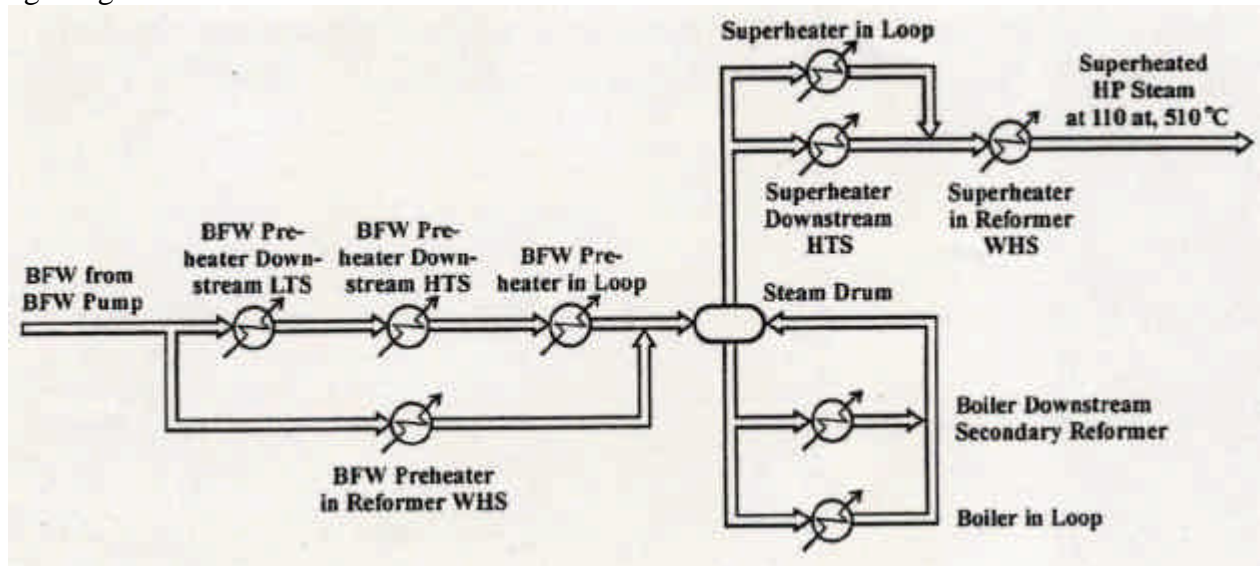 Superheater in Loop
Superheated
HP Steam
at 110 at, 510°C
Superheater
Downstream
HTS
Superheater
in Reformer
WHS
BFW Pre-
heater Down-
stream LTS
BFW Pre-
heater Down-
stream HTS
BFW Pre-
heater in Loop
BFW from
BFW Pump
Steam Drum
BFW Preheater
in Reformer WHS
Boiler Downstream
Secondary Reformer
Boiler in Loop